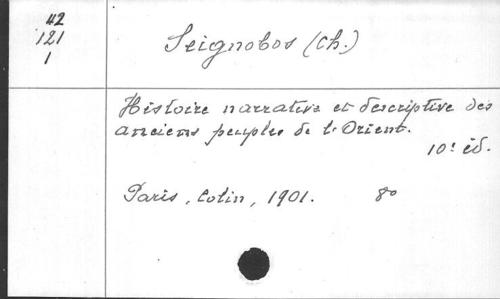 42
121
1
Seignobos (Ch.)
Histoire narrative et descriptive des
anciens peuples de l'Orient.
10e éd.
Paris, Colin, 1901. 8o